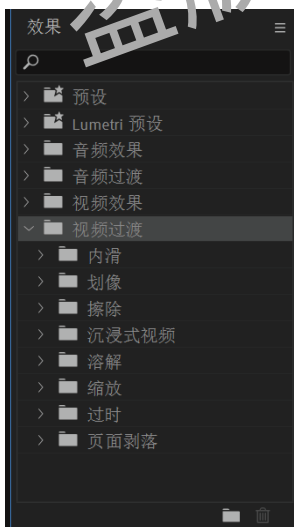 效果
预设
Lumetri 预设
音频效果
音频过渡
视频效果
视频过渡
内滑
划像
擦除
沉浸式视频
溶解
缩放
过时
页面剥落